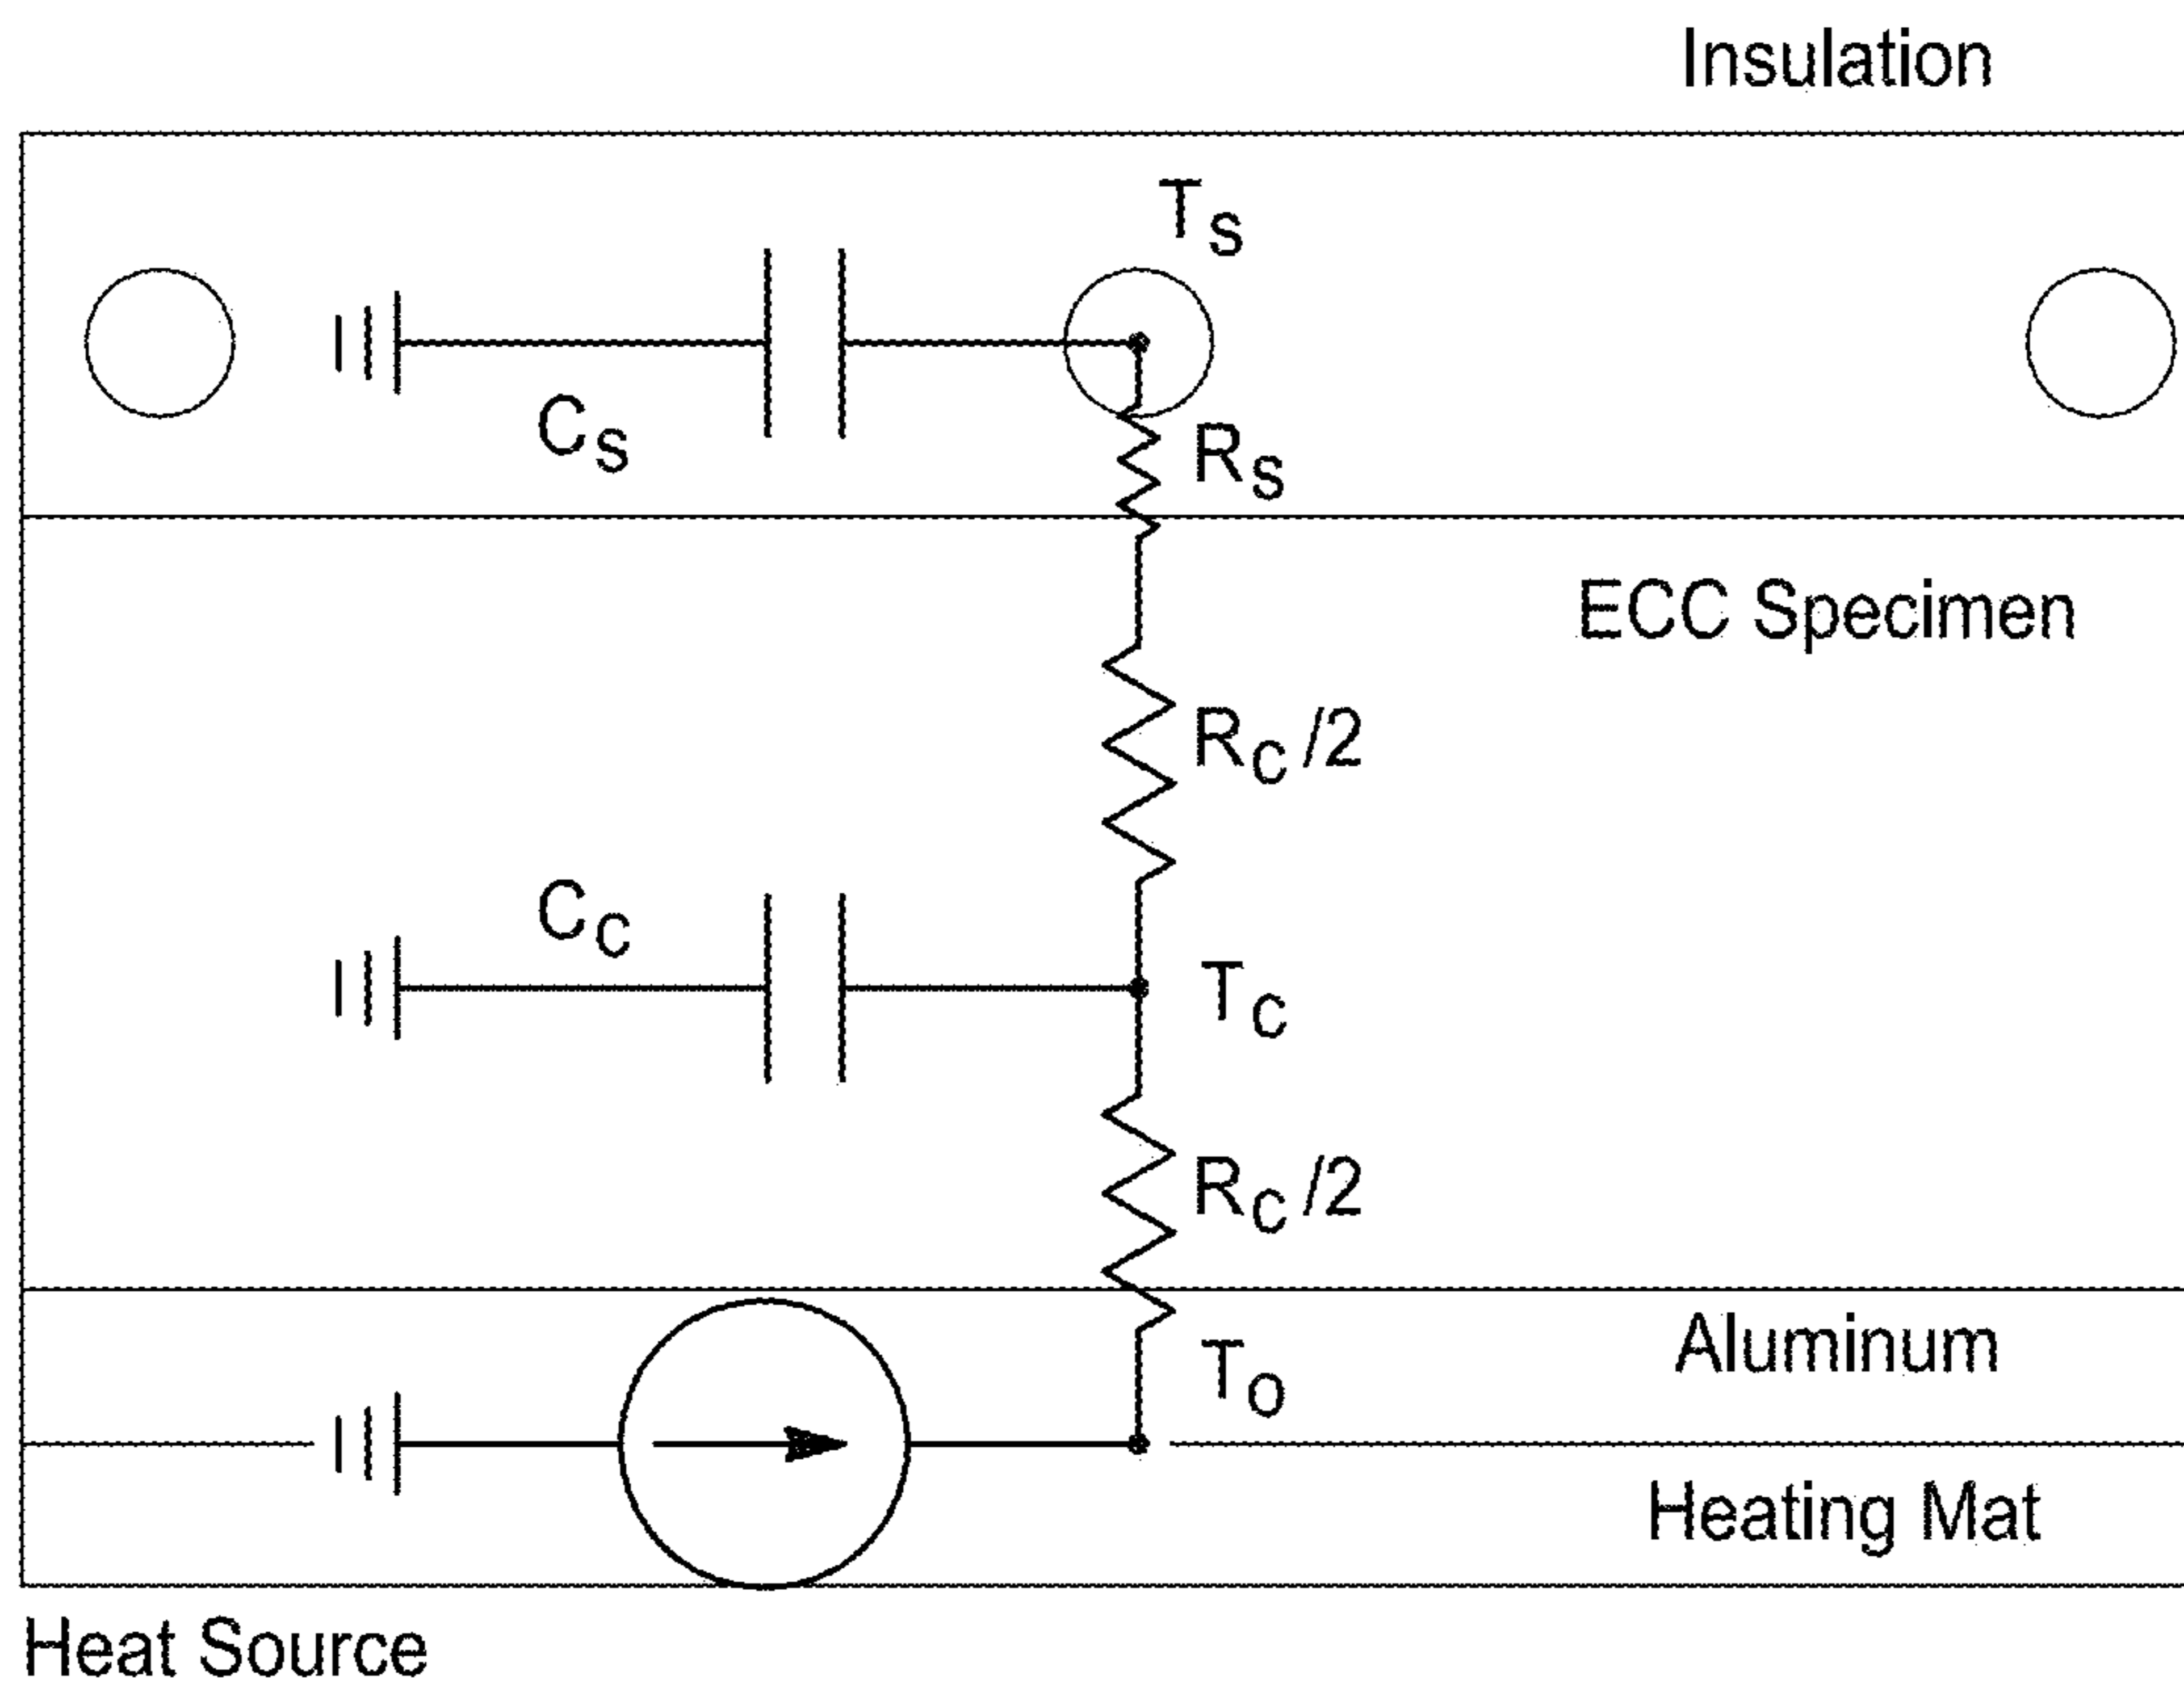 Insulation
TS
CS
RS
ECC Specimen
RC/2
CC
TC
RC/2
Aluminum
TO
Heating Mat
Heat Source